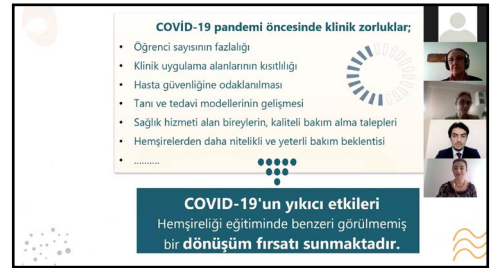 COVİD-19 pandemi öncesinde klinik zorluklar;
• Öğrenci sayısının fazlalığı
• Klinik uygulama alanlarının kısıtlılığı
• Hasta güvenliğine odaklanılması
• Tanı ve tedavi modellerinin gelişmesi
• Sağlık hizmeti alan bireylerin, kaliteli bakım alma talepleri
• Hemşirelerden daha nitelikli ve yeterli bakım beklentisi
• ..........
COVID-19'un yıkıcı etkileri
Hemşireliği eğitiminde benzeri görülmemiş
bir dönüşüm fırsatı sunmaktadır.